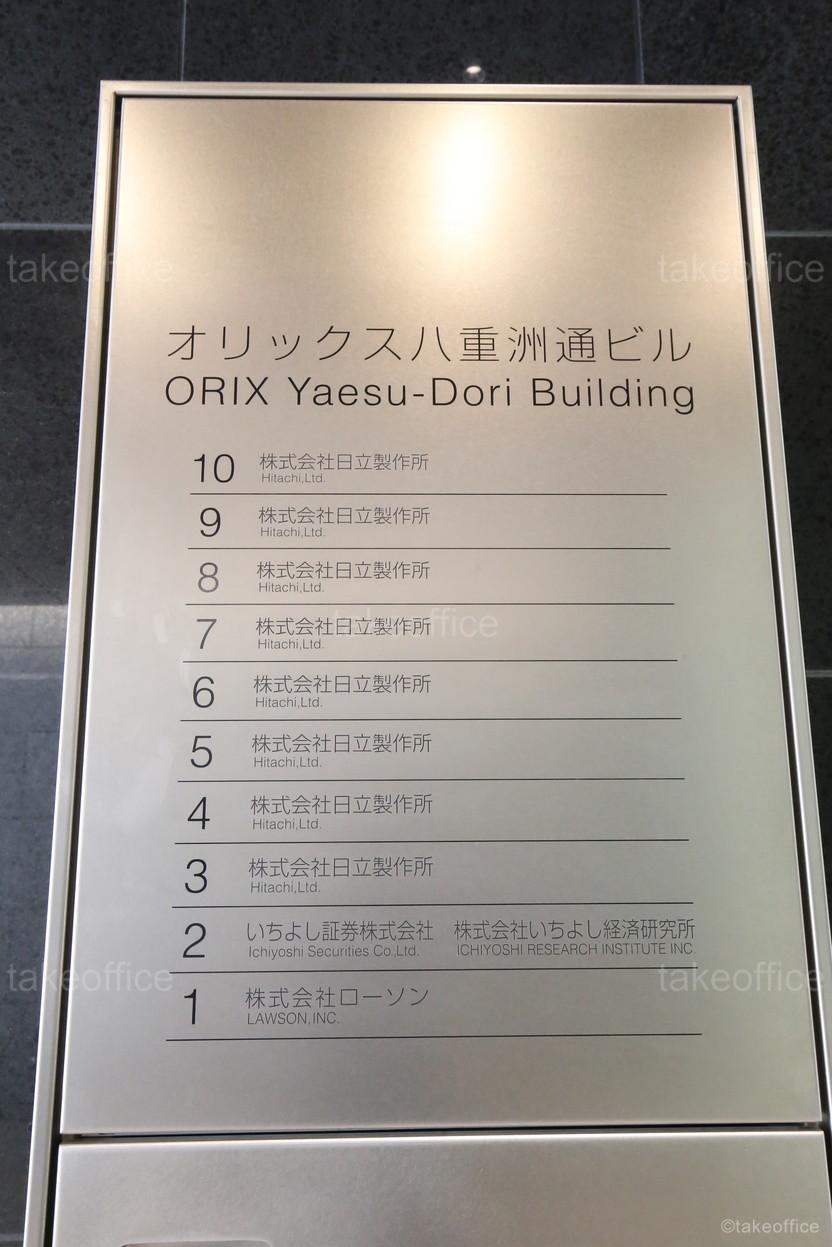 takeoffice takeoffice
オリックス八重洲通ビル
ORIX Yaesu-Dori Building
10 株式会社日立製作所
Hitachi,Ltd.
9 株式会社日立製作所
Hitachi,Ltd.
8 株式会社日立製作所
Hitachi,Ltd.
7 株式会社日立製作所
takeoffice
Hitachi,Ltd.
6 株式会社日立製作所
Hitachi,Ltd.
5 株式会社日立製作所
Hitachi,Ltd.
4 株式会社日立製作所
Hitachi,Ltd.
3 株式会社日立製作所
Hitachi,Ltd.
2 いちよし証券株式会社 株式会社いちよし経済研究所
Ichiyoshi Securities Co.,Ltd. ICHIYOSHI RESEARCH INSTITUTE INC.
takeoffice takeoffice
1 株式会社ローソン
LAWSON,INC.
©takeoffice